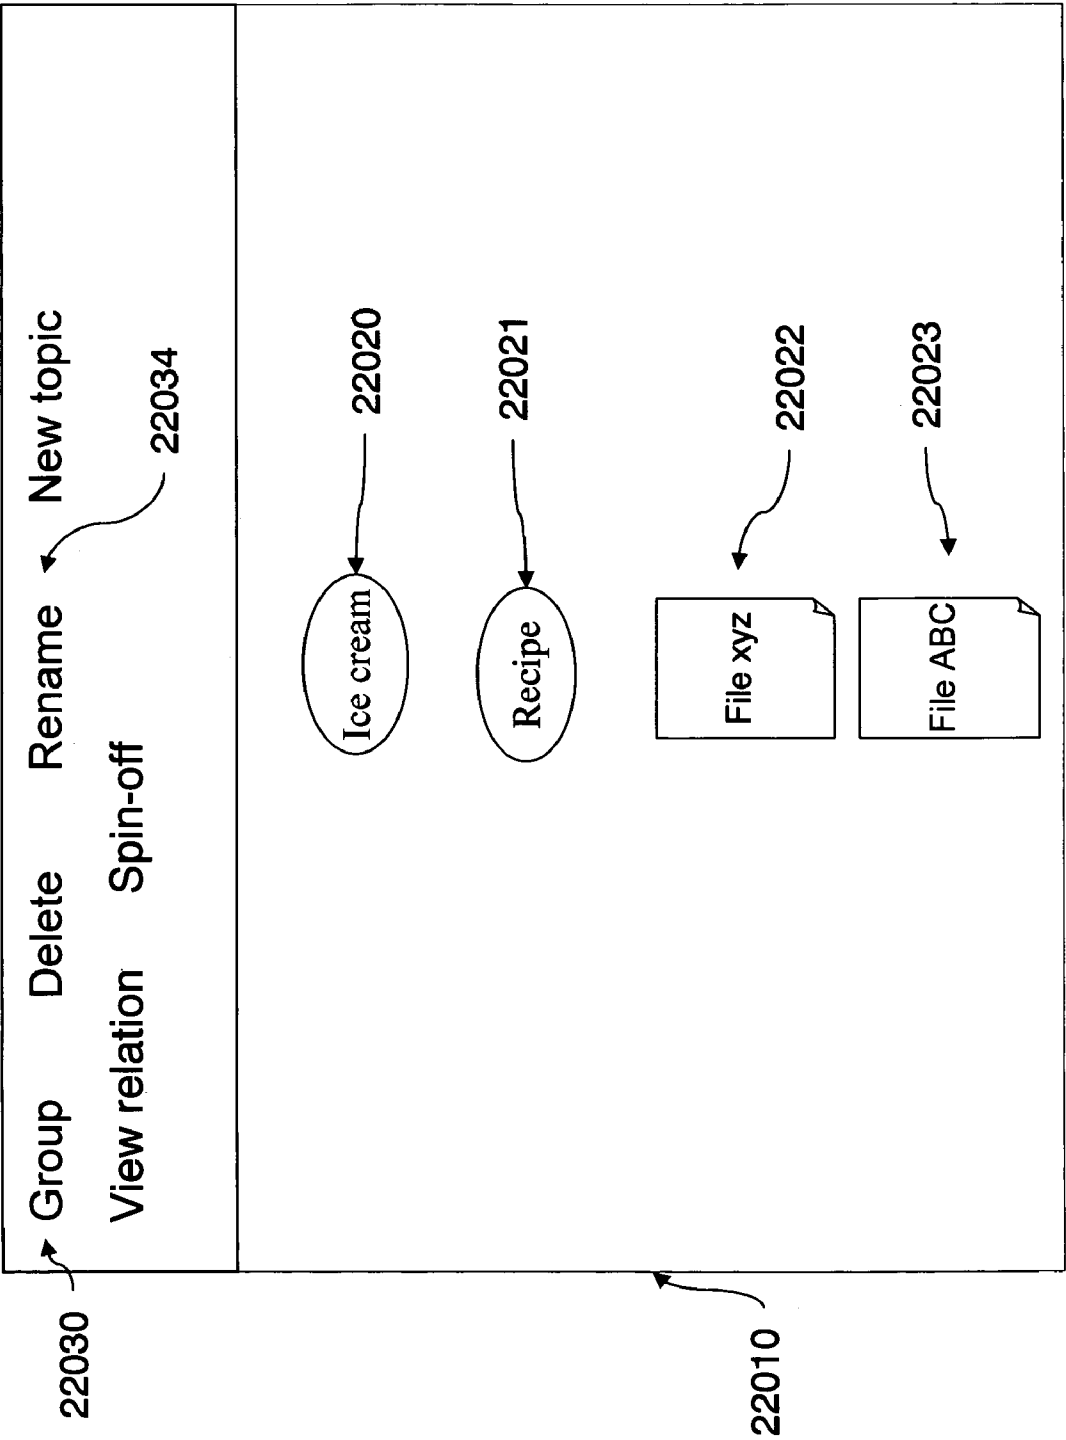 22030
Group Delete Rename New topic
22034
View relation Spin-off
Ice cream
22020
Recipe
22021
File xyz
22022
File ABC
22023
22010